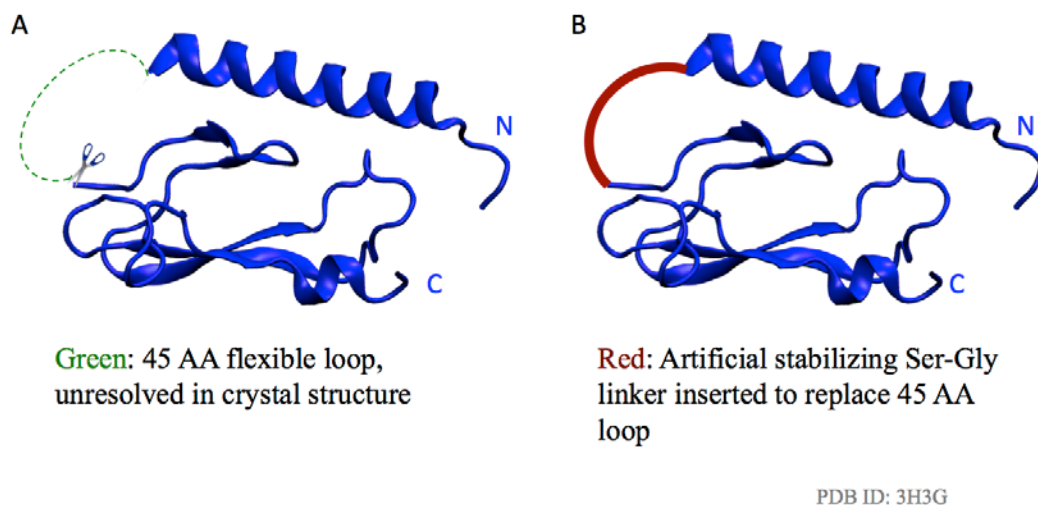 A
B
N
N
C
C
Green: 45 AA flexible loop,
unresolved in crystal structure
Red: Artificial stabilizing Ser-Gly
linker inserted to replace 45 AA
loop
PDB ID: 3H3G